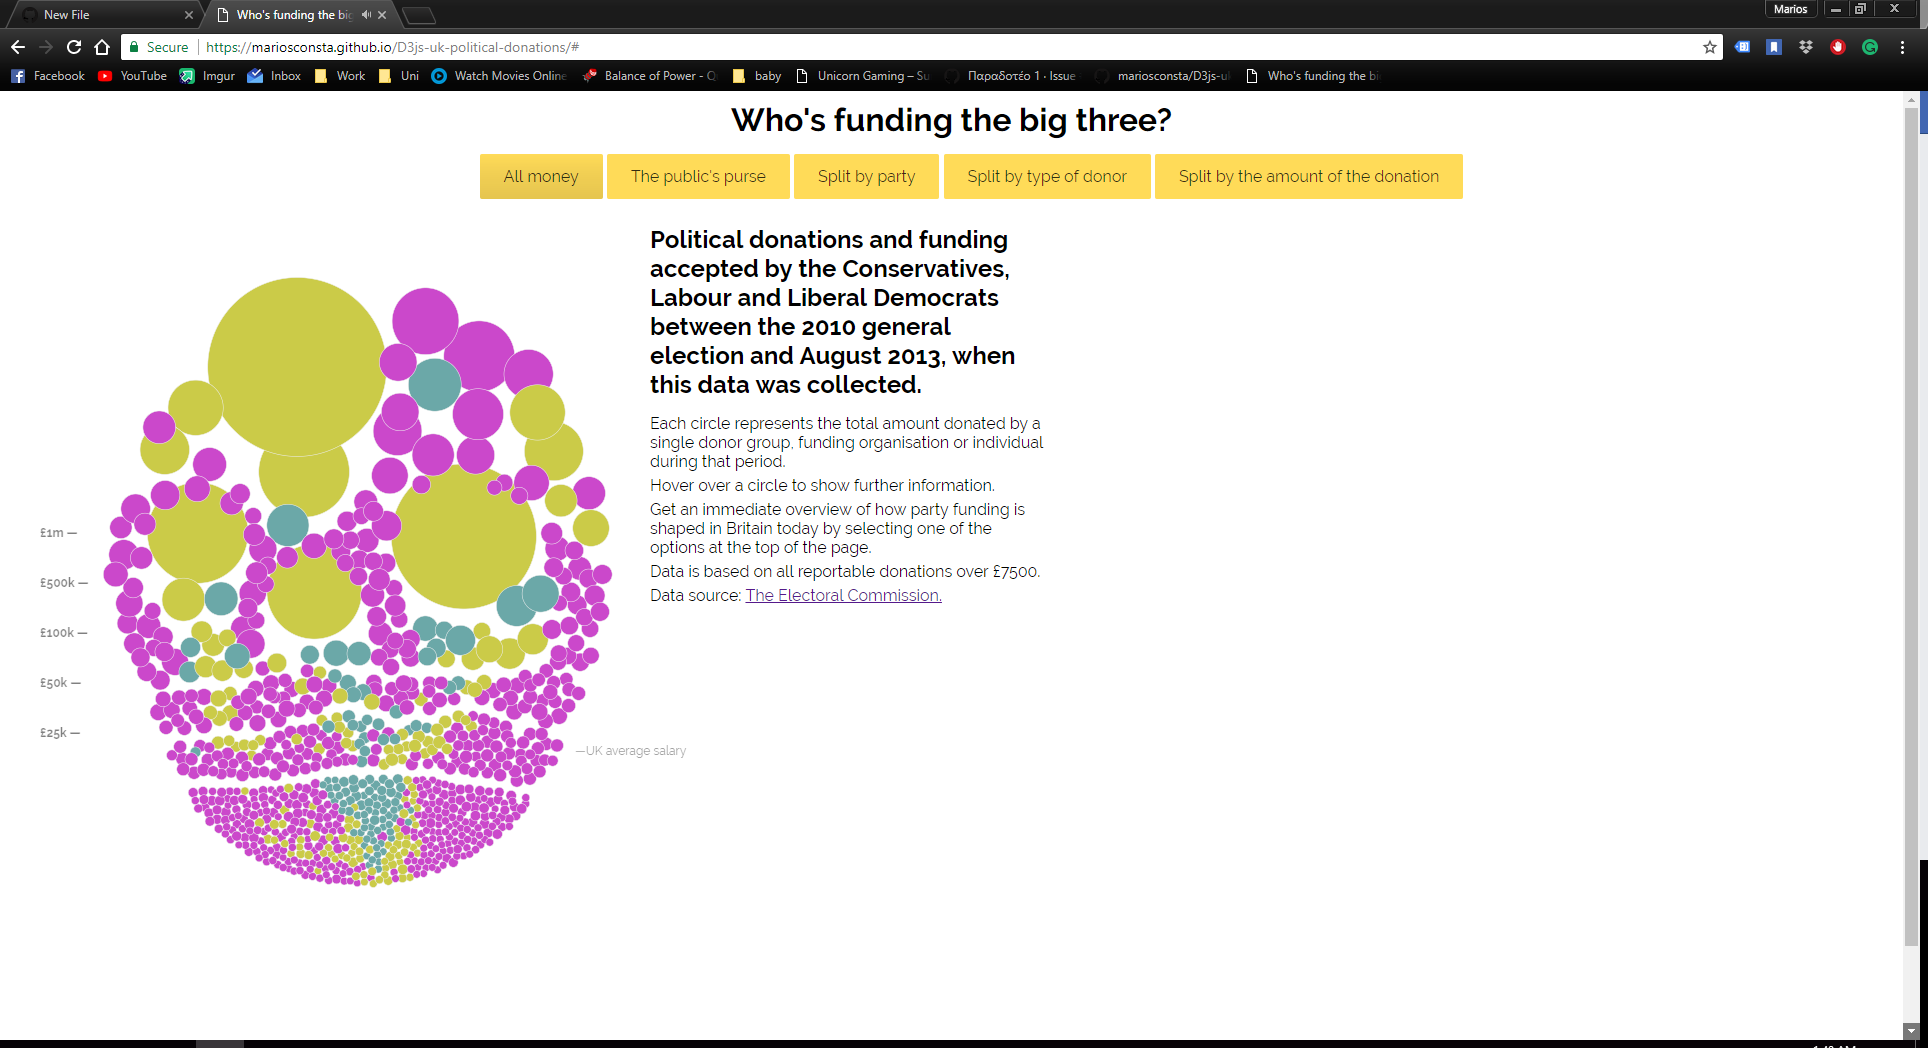 New File
Who's funding the big
Marios
Secure
https://mariosconsta.github.io/D3js-uk-political-donations/#
Facebook
YouTube
Imgur
Inbox
Work
Uni
Watch Movies Online
Balance of Power -
baby
Unicorn Gaming –
Παραδοτέο 1 · Issue
mariosconsta/D3js-uk
Who's funding the bi
Who's funding the big three?
All money
The public's purse
Split by party
Split by type of donor
Split by the amount of the donation
Political donations and funding
accepted by the Conservatives,
Labour and Liberal Democrats
between the 2010 general
election and August 2013, when
this data was collected.
Each circle represents the total amount donated by a
single donor group, funding organisation or individual
during that period.
Hover over a circle to show further information.
Get an immediate overview of how party funding is
shaped in Britain today by selecting one of the
options at the top of the page.
Data is based on all reportable donations over £7500.
Data source: The Electoral Commission.
£1m —
£500k —
£100k —
£50k —
£25k —
—UK average salary